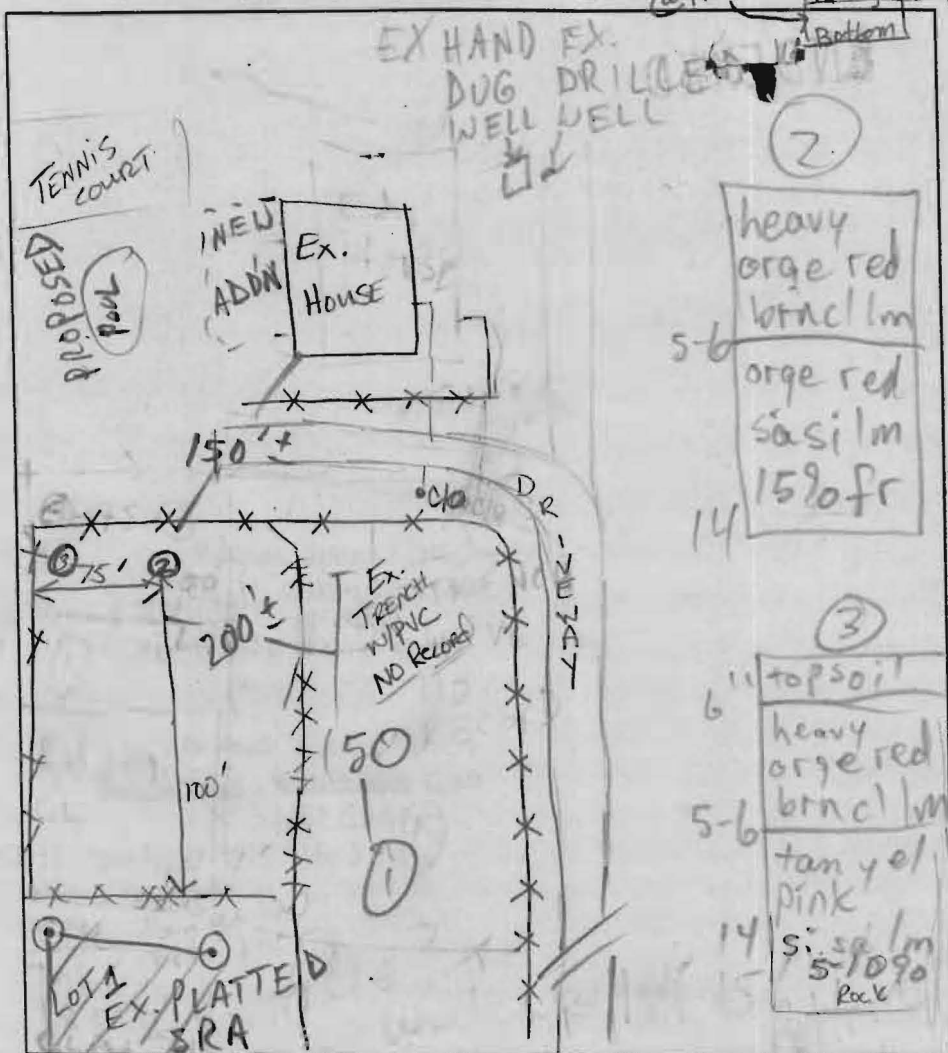 Bottom
EX HAND EX.
DUG DRILLED
WELL WELL
TENNIS
COURT
PROPOSED
Pool
NEW
ADDN
Ex.
HOUSE
150'±
c/o
DRIVEWAY
③ 75' ②
200'±
Ex.
TRENCH
W/PVC
NO Record
100'
150
①
LOT 1
EX. PLATTED
SRA
②
heavy
orge red
brncl lm
5-6
orge red
sasilm
15% fr
14
③
6" topsoil
heavy
orge red
brncl lm
5-6
tan yel
pink
si sa lm
14
5-10%
Rock
15